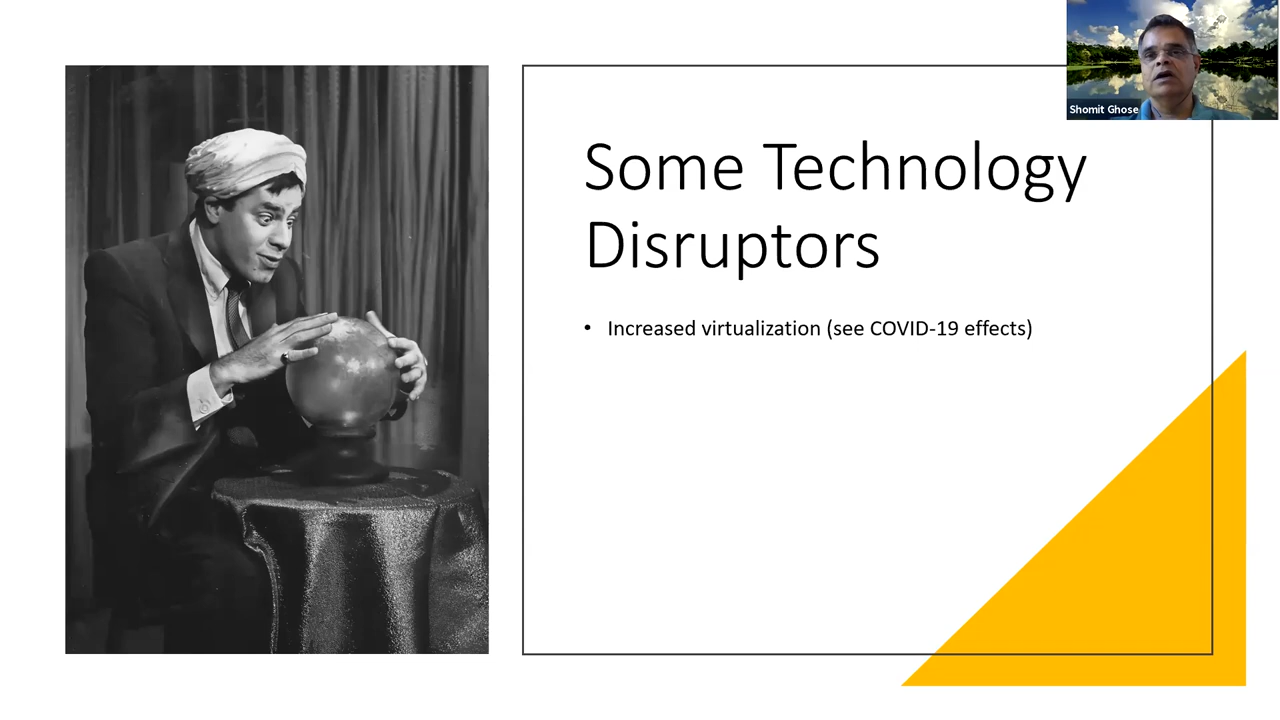 Shomit Ghose
Some Technology
Disruptors
• Increased virtualization (see COVID-19 effects)